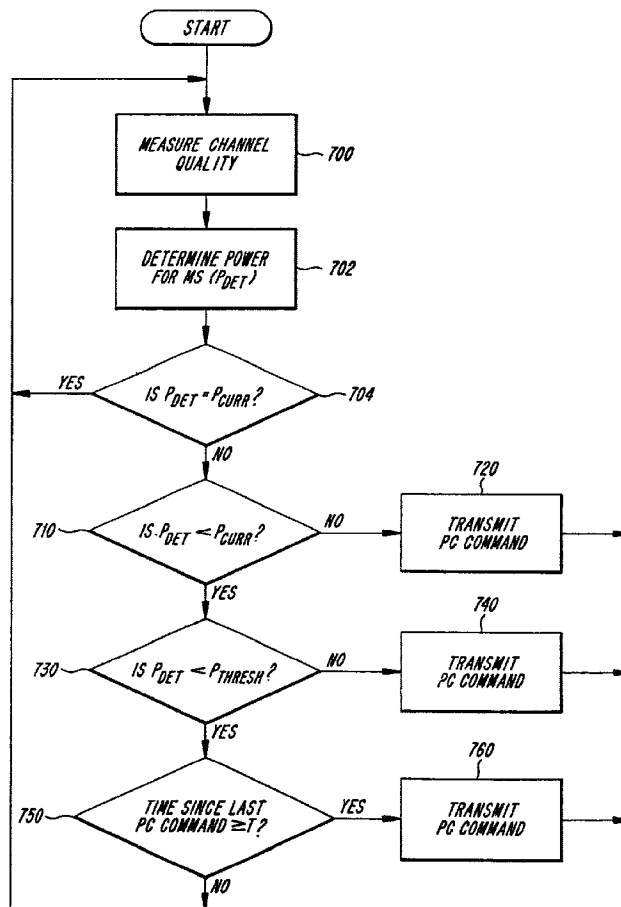 START
MEASURE CHANNEL
QUALITY
700
DETERMINE POWER
FOR MS (PDET)
702
YES
IS PDET = PCURR?
704
NO
720
710
IS PDET < PCURR?
NO
TRANSMIT
PC COMMAND
YES
740
730
IS PDET < PTHRESH?
NO
TRANSMIT
PC COMMAND
YES
760
750
TIME SINCE LAST
PC COMMAND ≥T?
YES
TRANSMIT
PC COMMAND
NO